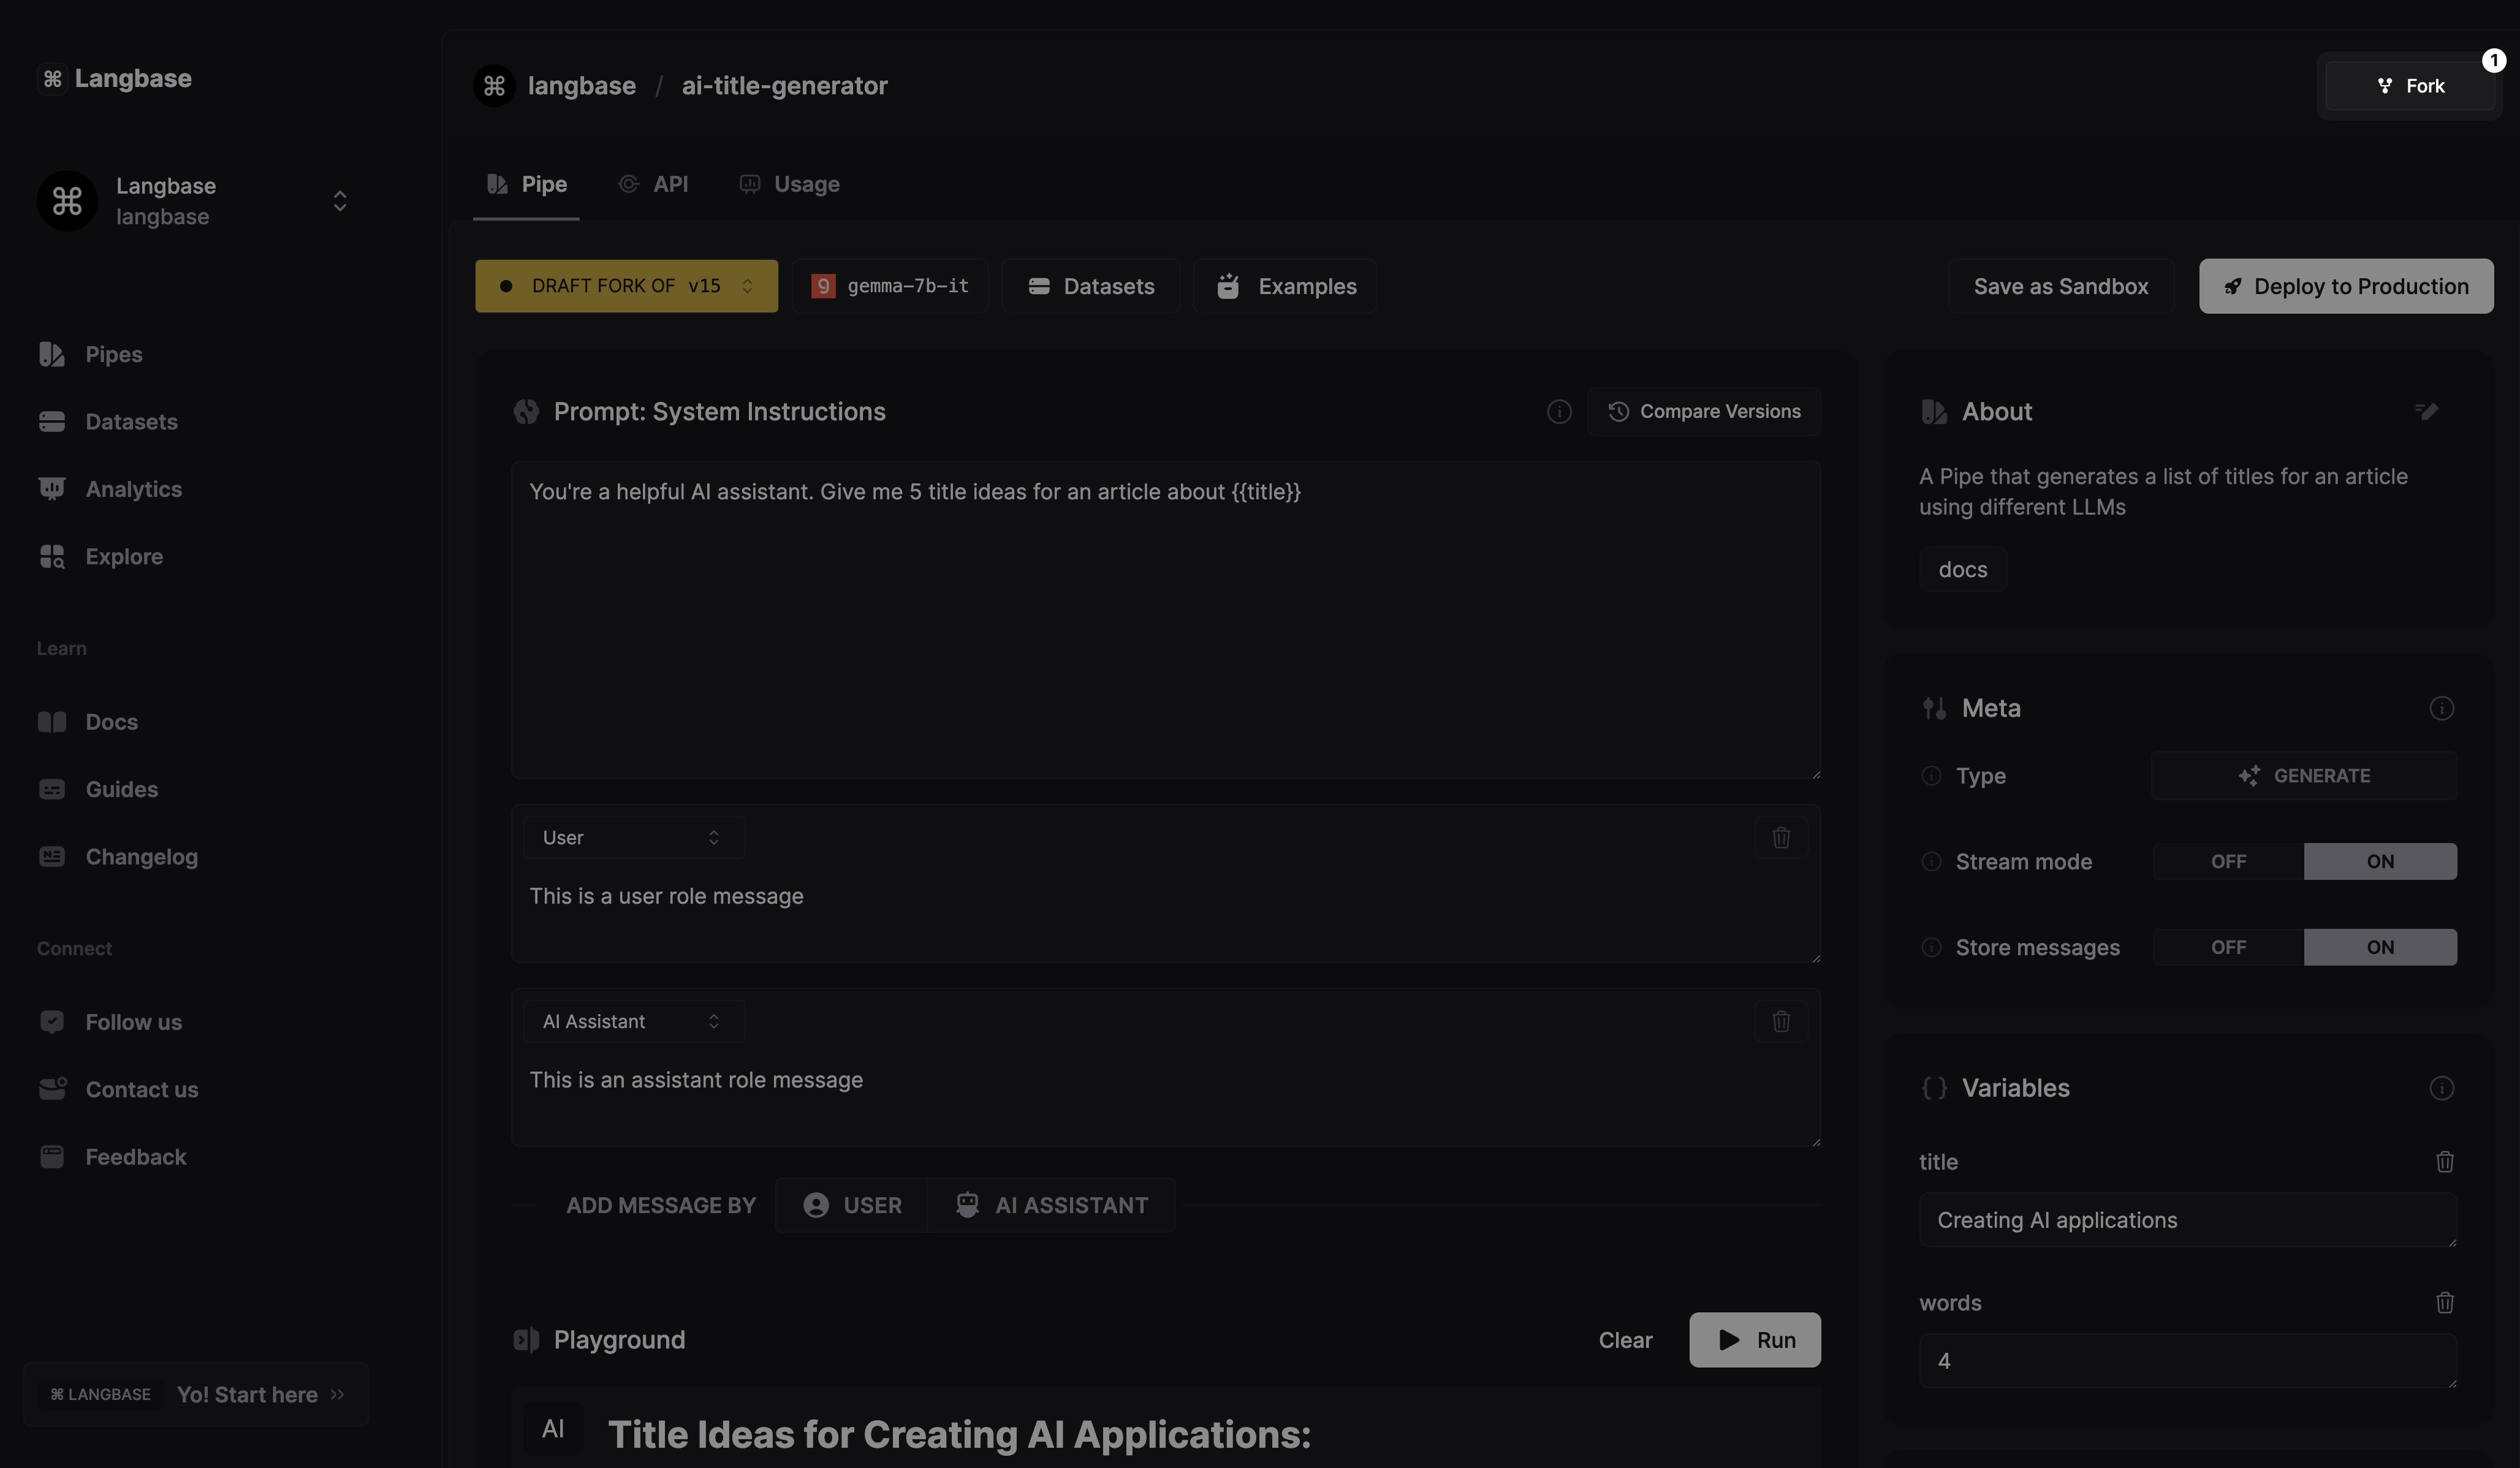 ⌘ Langbase
Langbase
langbase
Pipes
Datasets
Analytics
Explore
Learn
Docs
Guides
Changelog
Connect
Follow us
Contact us
Feedback
⌘ LANGBASE Yo! Start here »
langbase / ai-title-generator
1
Fork
Pipe API Usage
DRAFT FORK OF v15
g gemma-7b-it
Datasets
Examples
Save as Sandbox
Deploy to Production
Prompt: System Instructions
Compare Versions
You're a helpful AI assistant. Give me 5 title ideas for an article about {{title}}
User
This is a user role message
AI Assistant
This is an assistant role message
ADD MESSAGE BY USER AI ASSISTANT
Playground
Clear
Run
AI
Title Ideas for Creating AI Applications:
About
A Pipe that generates a list of titles for an article
using different LLMs
docs
Meta
Type GENERATE
Stream mode OFF ON
Store messages OFF ON
{ } Variables
title
Creating AI applications
words
4